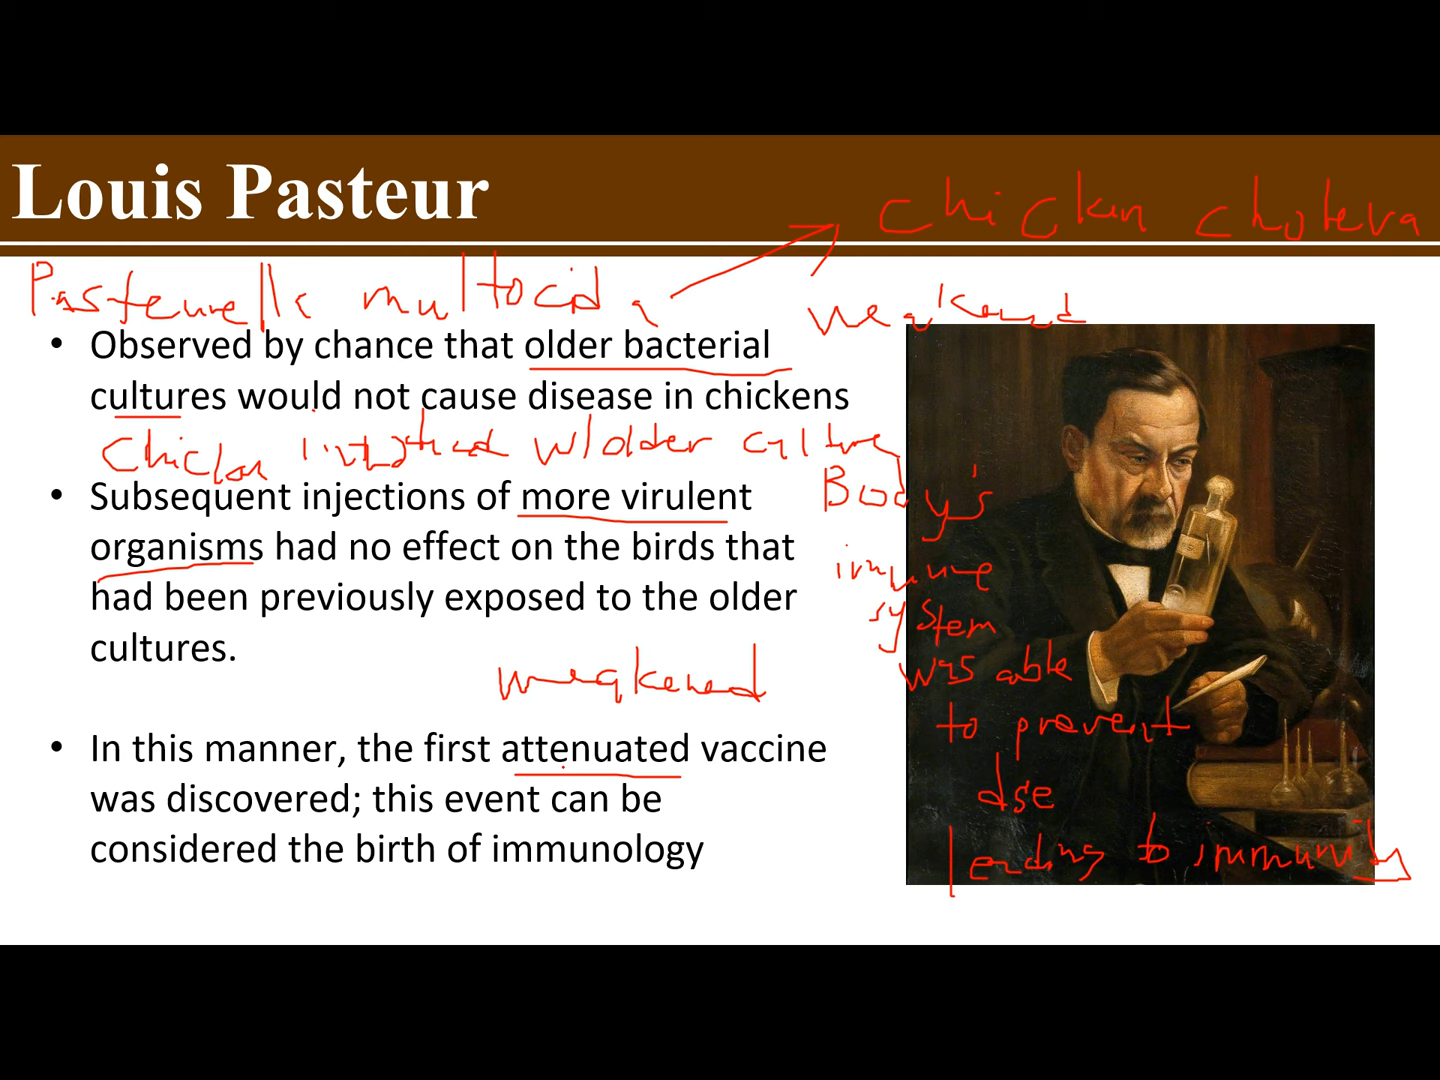 Louis Pasteur
chicken cholera
Pasteurella multocida
weakened
• Observed by chance that older bacterial
cultures would not cause disease in chickens
w/older culture
• Subsequent injections of more virulent
organisms had no effect on the birds that
had been previously exposed to the older
cultures.
weakened
• In this manner, the first attenuated vaccine
was discovered; this event can be
considered the birth of immunology
Body's
immune
system
was able
to prevent
dse
leading to immunity